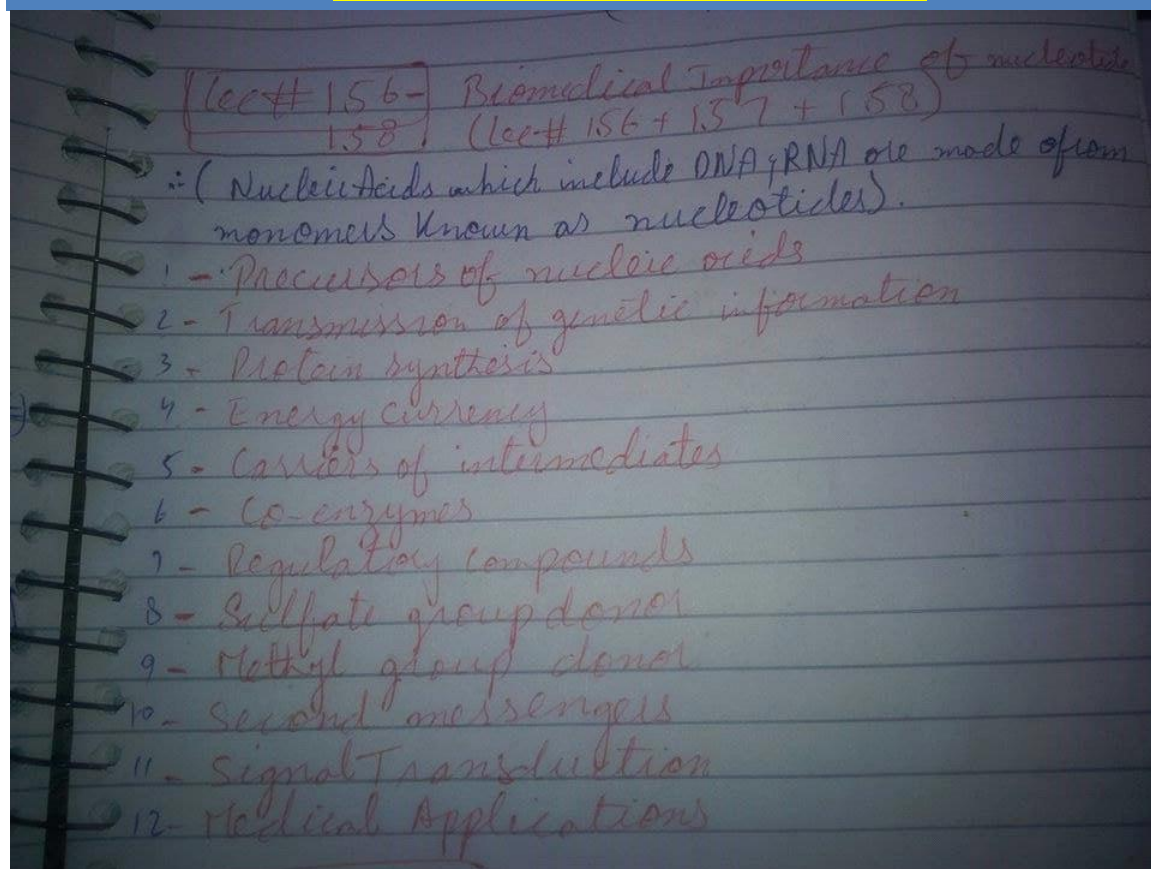 Lec# 156- Biomedical Importance of nucleotide
158. (Lec# 156 + 157 + 158)
∴ ( Nucleic Acids which include DNA, RNA are made from
monomers known as nucleotides).
1 - Precursors of nucleic acids
2 - Transmission of genetic information
3 - Protein synthesis
4 - Energy currency
5 - Carriers of intermediates
6 - Co-enzymes
7 - Regulatory compounds
8 - Sulfate group donor
9 - Methyl group donor
10 - Second messengers
11 - Signal Transduction
12 - Medical Applications